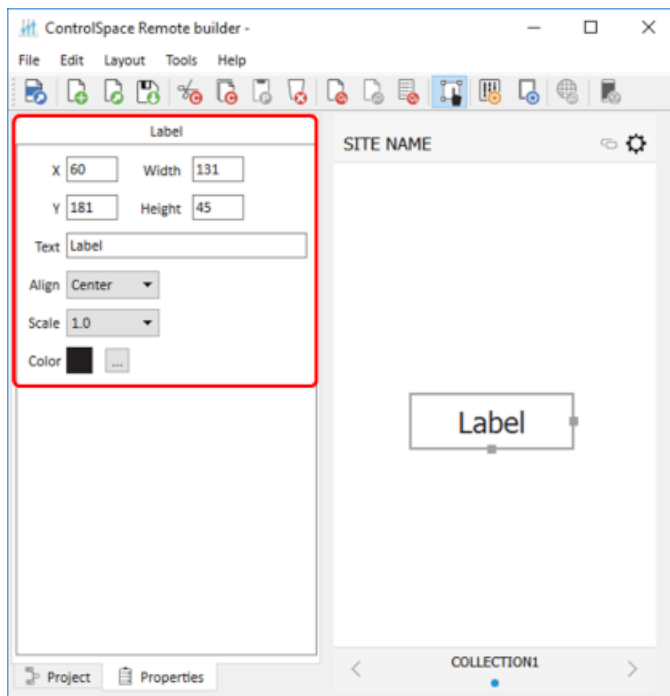 ControlSpace Remote builder -
File Edit Layout Tools Help
Label
X 60 Width 131
Y 181 Height 45
Text Label
Align Center
Scale 1.0
Color ...
SITE NAME
Label
COLLECTION1
Project Properties